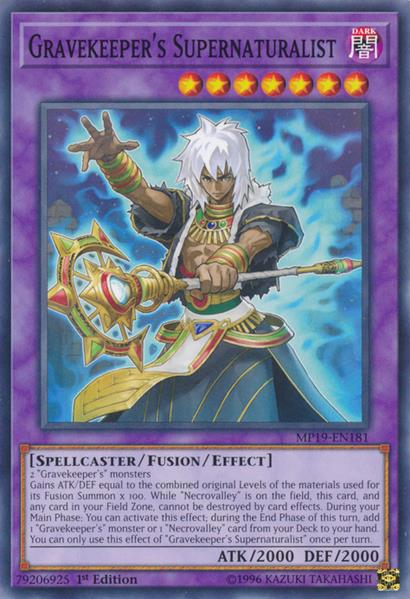 GRAVEKEEPER'S SUPERNATURALIST
DARK
闇
MP19-EN181
[SPELLCASTER/FUSION/EFFECT]
2 "Gravekeeper's" monsters
Gains ATK/DEF equal to the combined original Levels of the materials used for
its Fusion Summon x 100. While "Necrovalley" is on the field, this card, and
any card in your Field Zone, cannot be destroyed by card effects. During your
Main Phase: You can activate this effect; during the End Phase of this turn, add
1 "Gravekeeper's" monster or 1 "Necrovalley" card from your Deck to your hand.
You can only use this effect of "Gravekeeper's Supernaturalist" once per turn.
ATK/2000 DEF/2000
79206925 1st Edition ©1996 KAZUKI TAKAHASHI